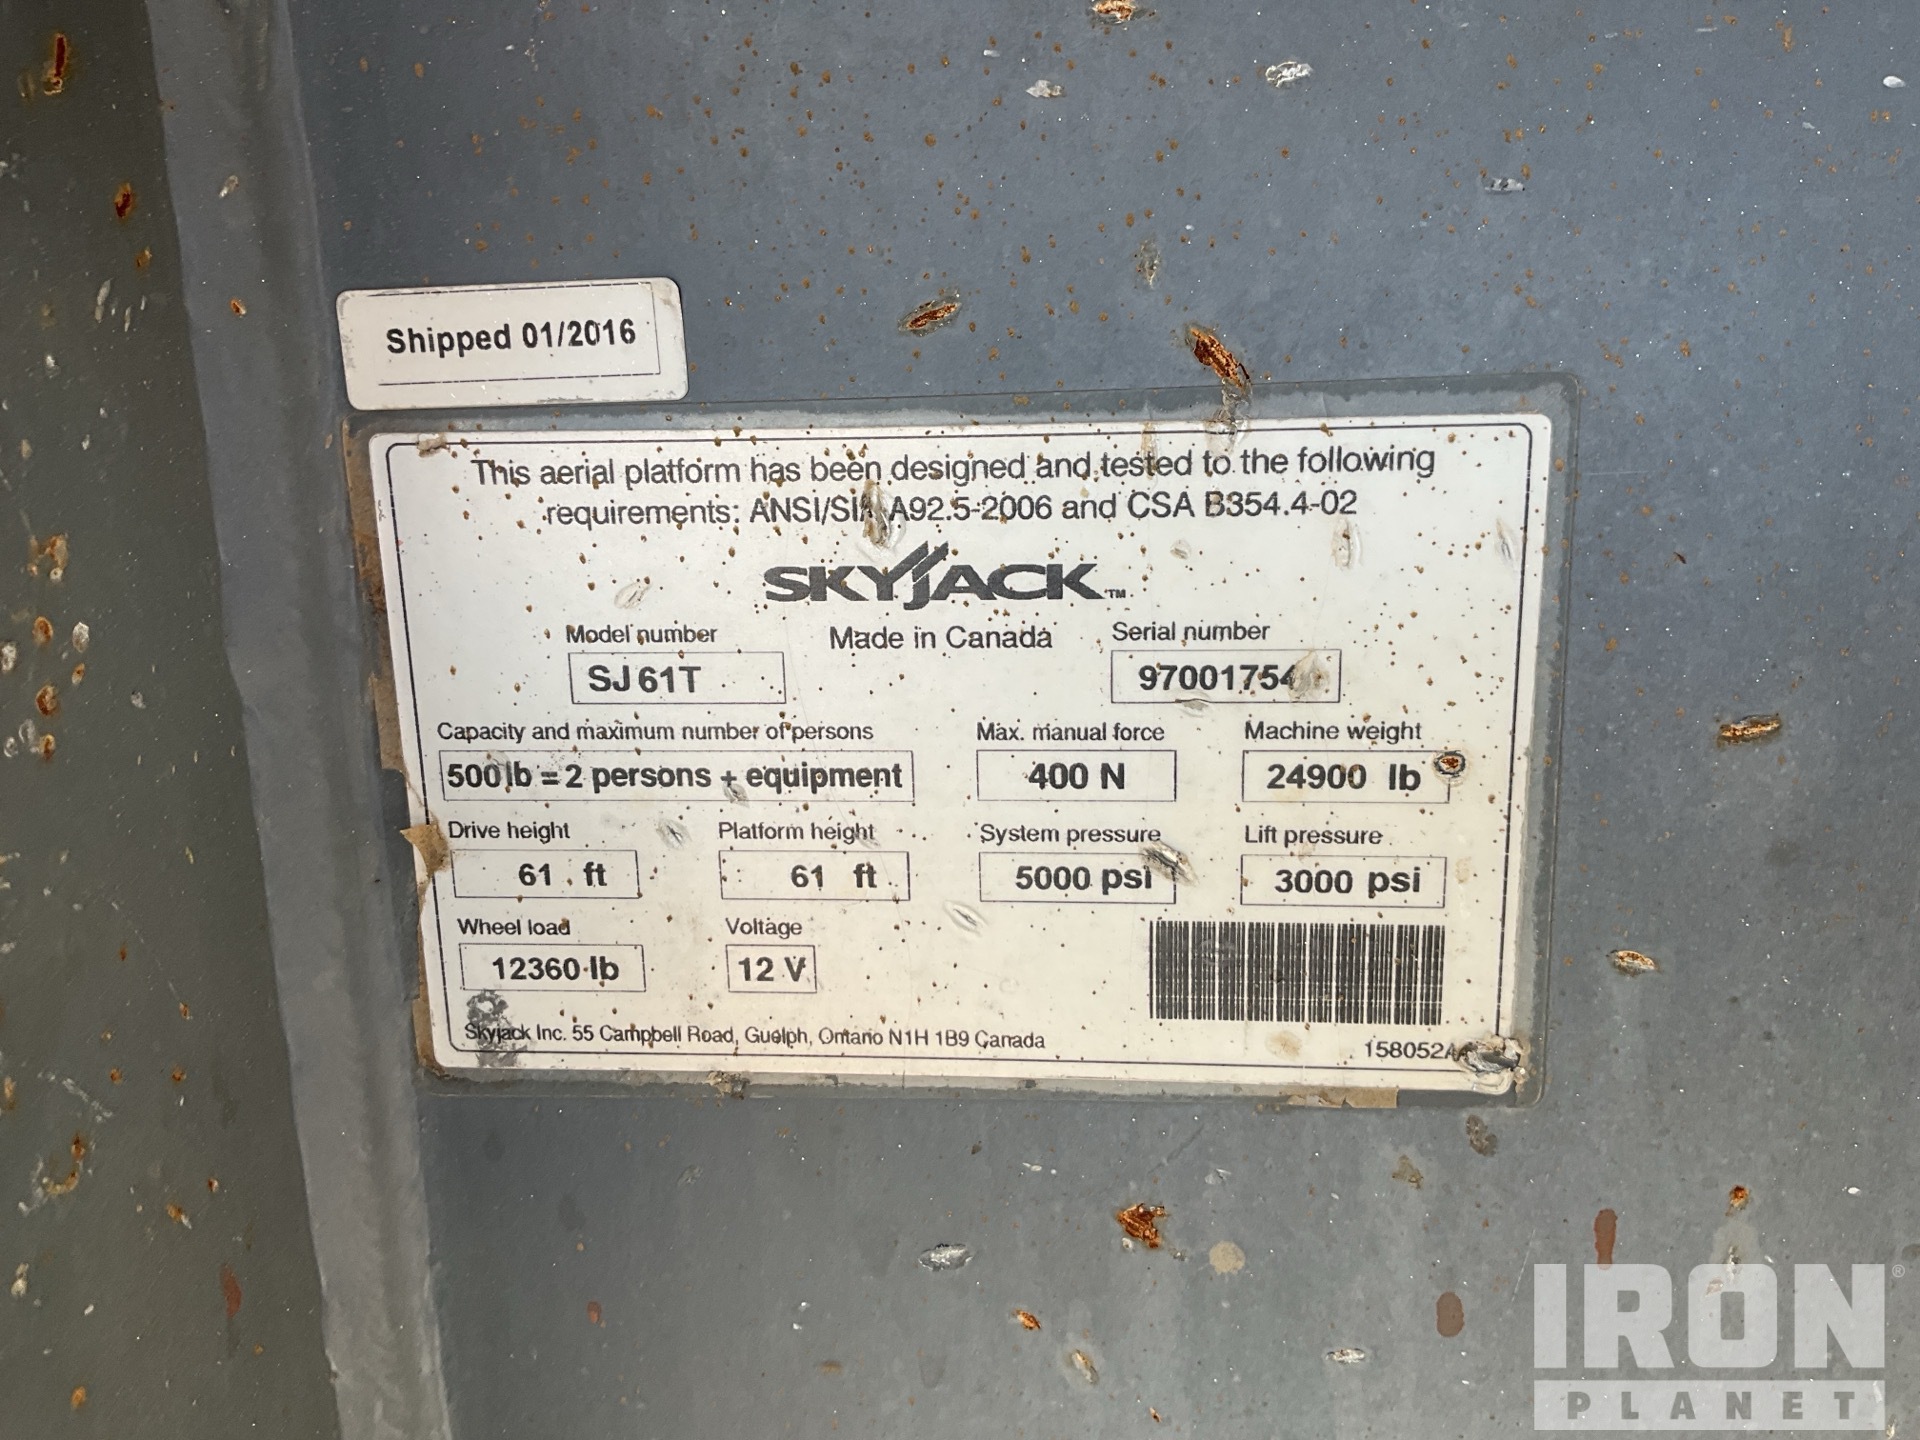 Shipped 01/2016
This aerial platform has been designed and tested to the following
requirements: ANSI/SIA A92.5-2006 and CSA B354.4-02
SKYJACK™
Made in Canada
Model number
SJ61T
Serial number
97001754
Capacity and maximum number of persons
500 lb = 2 persons + equipment
Max. manual force
400 N
Machine weight
24900 lb
Drive height
61 ft
Platform height
61 ft
System pressure
5000 psi
Lift pressure
3000 psi
Wheel load
12360 lb
Voltage
12 V
Skyjack Inc. 55 Campbell Road, Guelph, Ontario N1H 1B9 Canada
IRON®
PLANET